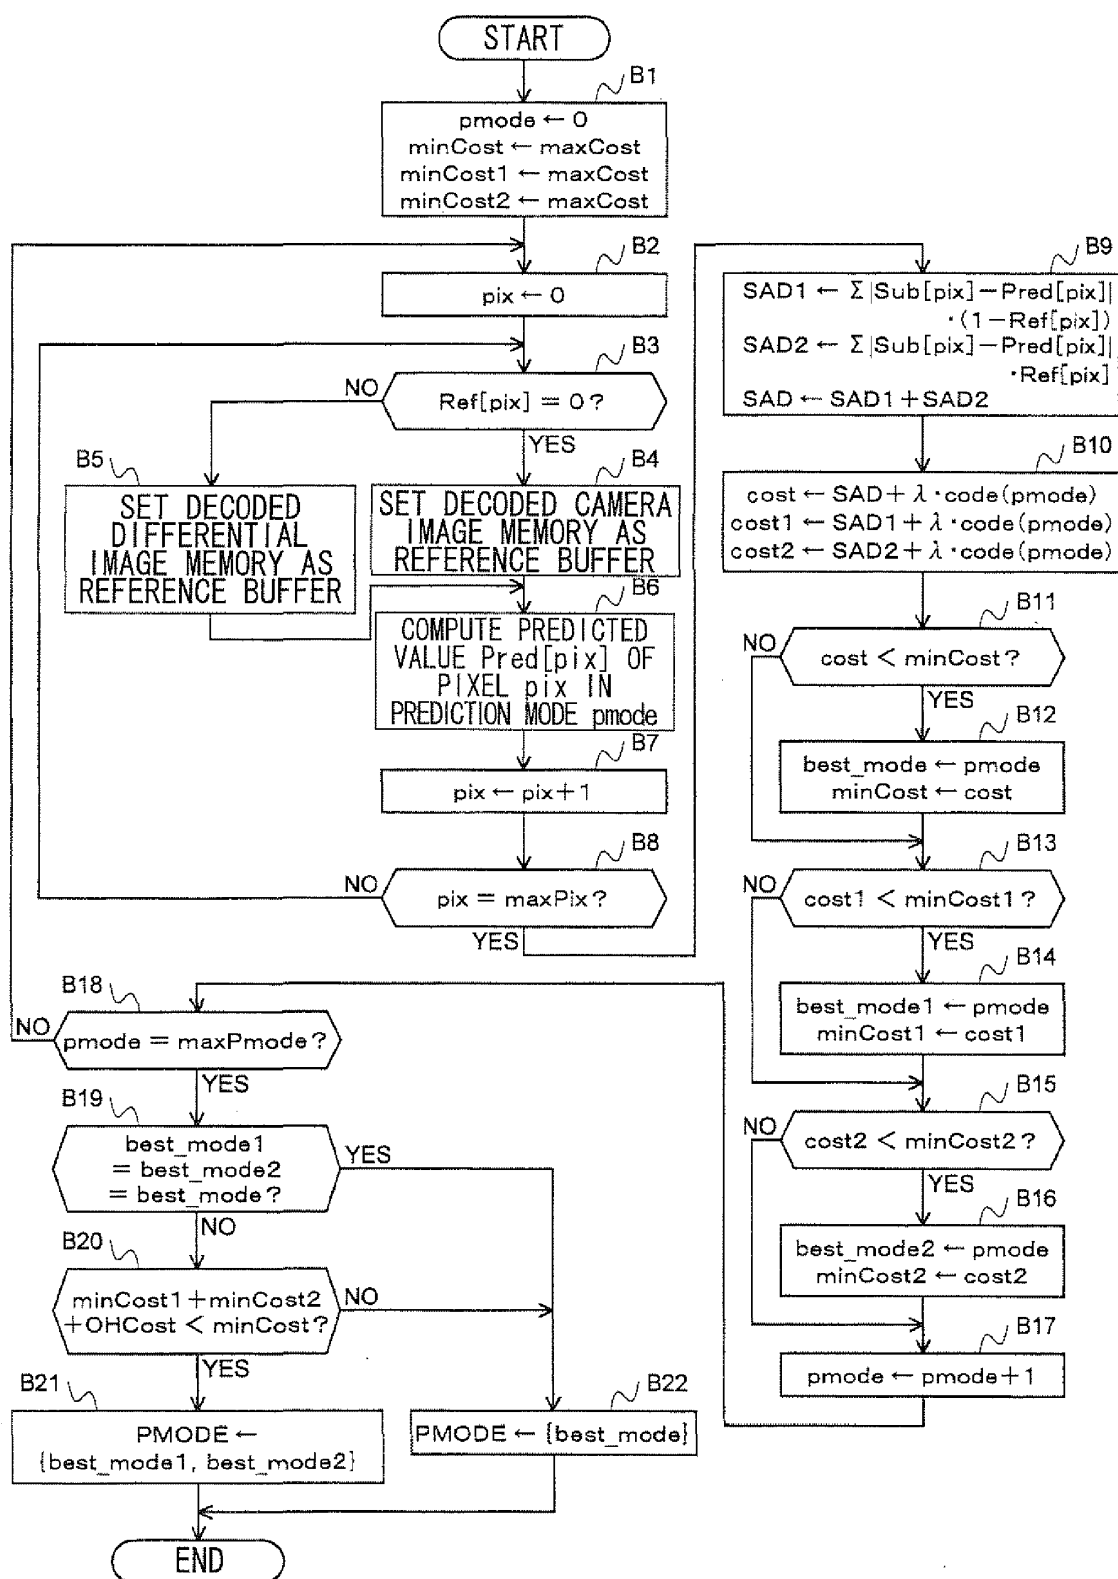 START
B1
pmode ← 0
minCost ← maxCost
minCost1 ← maxCost
minCost2 ← maxCost
B2
pix ← 0
B3
NO
Ref[pix] = 0?
YES
B5
SET DECODED
DIFFERENTIAL
IMAGE MEMORY AS
REFERENCE BUFFER
B4
SET DECODED CAMERA
IMAGE MEMORY AS
REFERENCE BUFFER
B6
COMPUTE PREDICTED
VALUE Pred[pix] OF
PIXEL pix IN
PREDICTION MODE pmode
B7
pix ← pix+1
B8
NO
pix = maxPix?
YES
B9
SAD1 ← Σ|Sub[pix]-Pred[pix]|
·(1-Ref[pix])
SAD2 ← Σ|Sub[pix]-Pred[pix]|
·Ref[pix]
SAD ← SAD1+SAD2
B10
cost ← SAD+λ·code(pmode)
cost1 ← SAD1+λ·code(pmode)
cost2 ← SAD2+λ·code(pmode)
B11
NO
cost < minCost?
YES
B12
best_mode ← pmode
minCost ← cost
B13
NO
cost1 < minCost1?
YES
B14
best_mode1 ← pmode
minCost1 ← cost1
B15
NO
cost2 < minCost2?
YES
B16
best_mode2 ← pmode
minCost2 ← cost2
B17
pmode ← pmode+1
B18
NO
pmode = maxPmode?
YES
B19
best_mode1
= best_mode2
= best_mode?
YES
NO
B20
minCost1+minCost2
+OHCost < minCost?
NO
YES
B21
PMODE ←
{best_mode1, best_mode2}
B22
PMODE ← {best_mode}
END